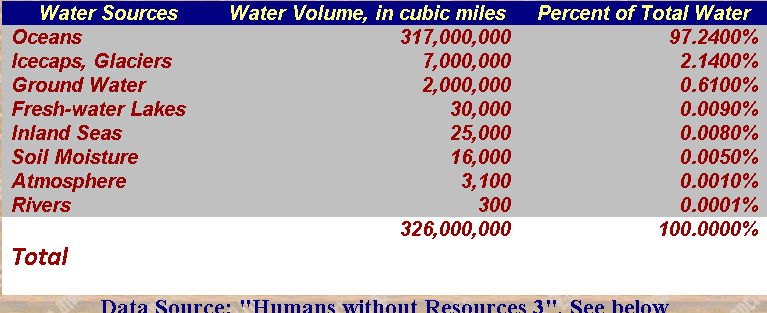 Water Sources Water Volume, in cubic miles Percent of Total Water
Oceans 317,000,000 97.2400%
Icecaps, Glaciers 7,000,000 2.1400%
Ground Water 2,000,000 0.6100%
Fresh-water Lakes 30,000 0.0090%
Inland Seas 25,000 0.0080%
Soil Moisture 16,000 0.0050%
Atmosphere 3,100 0.0010%
Rivers 300 0.0001%
326,000,000 100.0000%
Total
Data Source: "Humans without Resources 3". See below